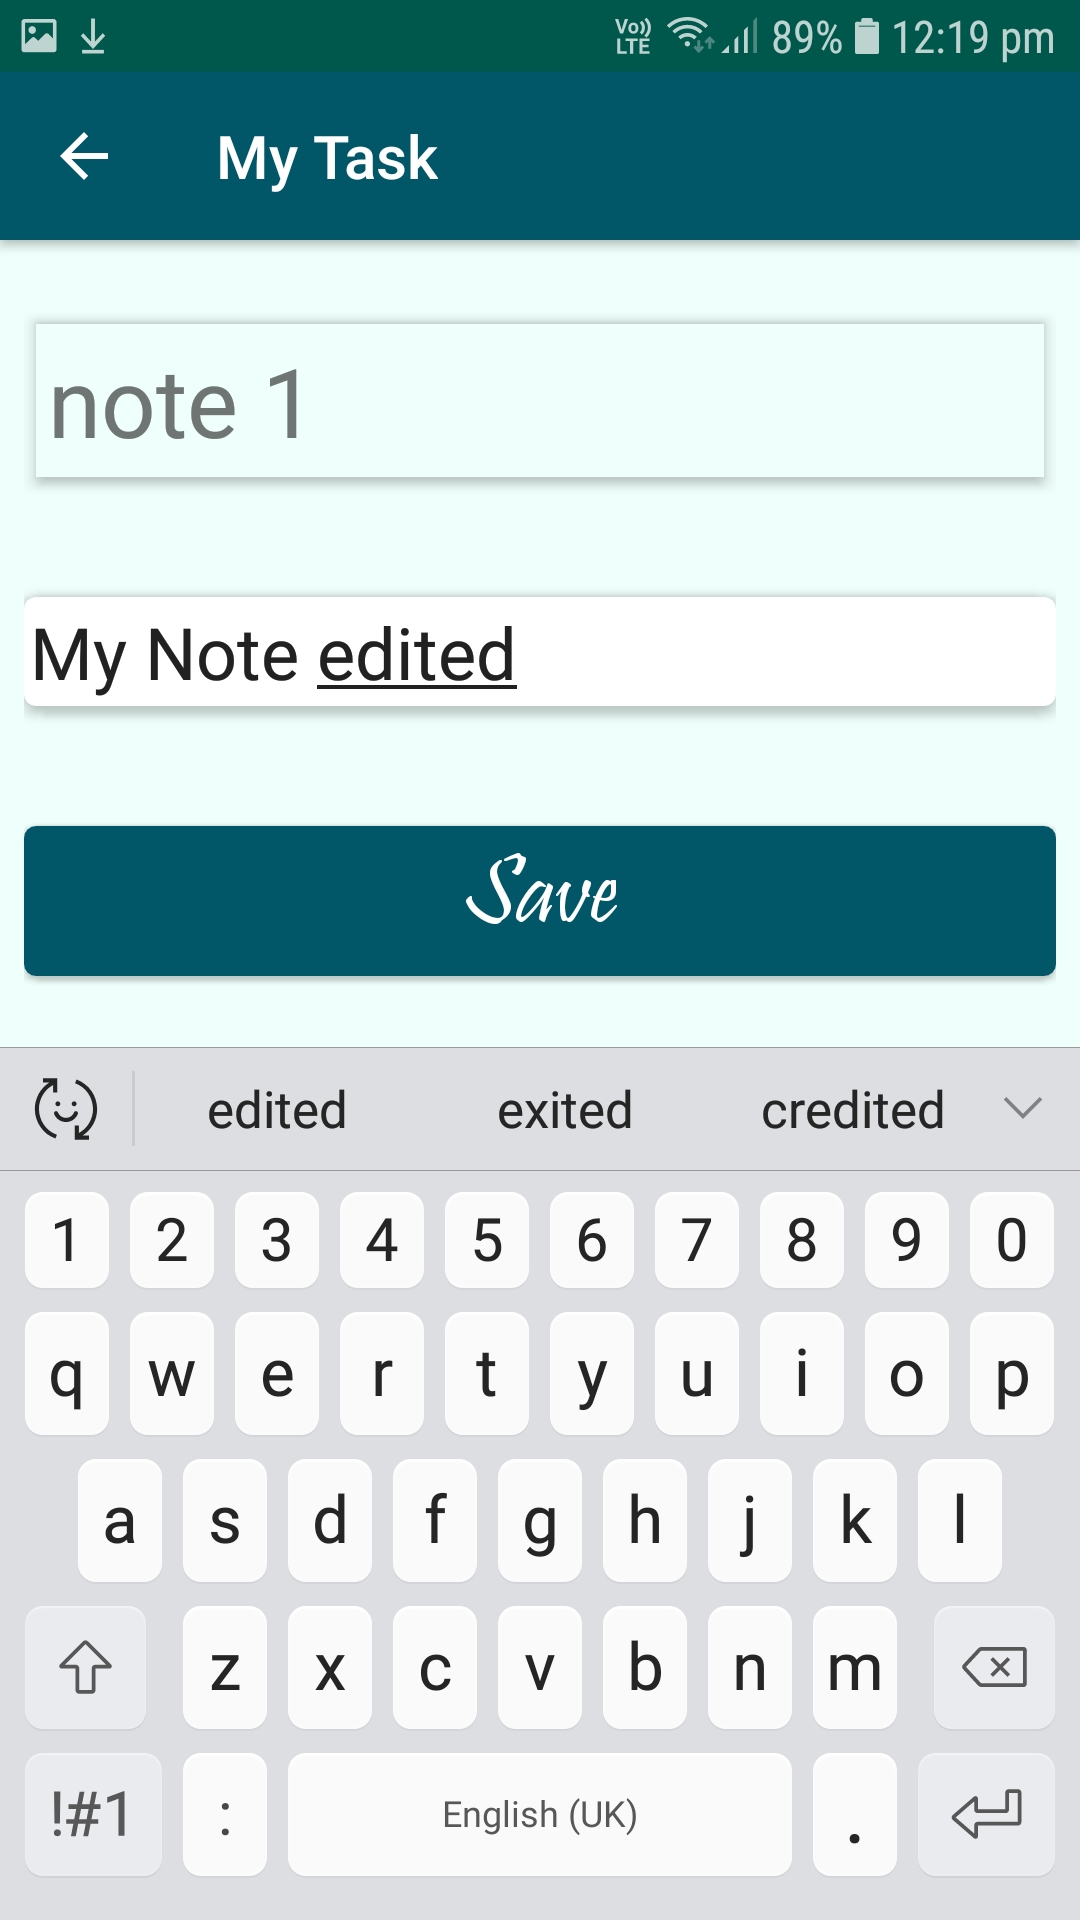 Vo)) LTE 89% 12:19 pm
My Task
note 1
My Note edited
Save
edited exited credited
1 2 3 4 5 6 7 8 9 0
q w e r t y u i o p
a s d f g h j k l
z x c v b n m
!#1 : English (UK) .